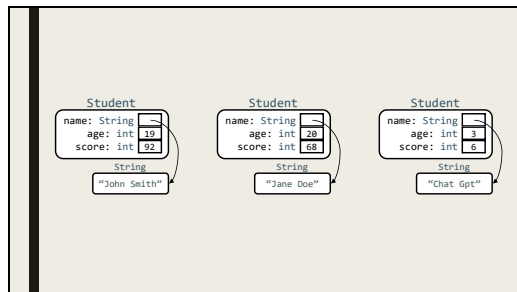 Student
name: String
age: int 19
score: int 92
String
“John Smith”
Student
name: String
age: int 20
score: int 68
String
“Jane Doe”
Student
name: String
age: int 3
score: int 6
String
“Chat Gpt”